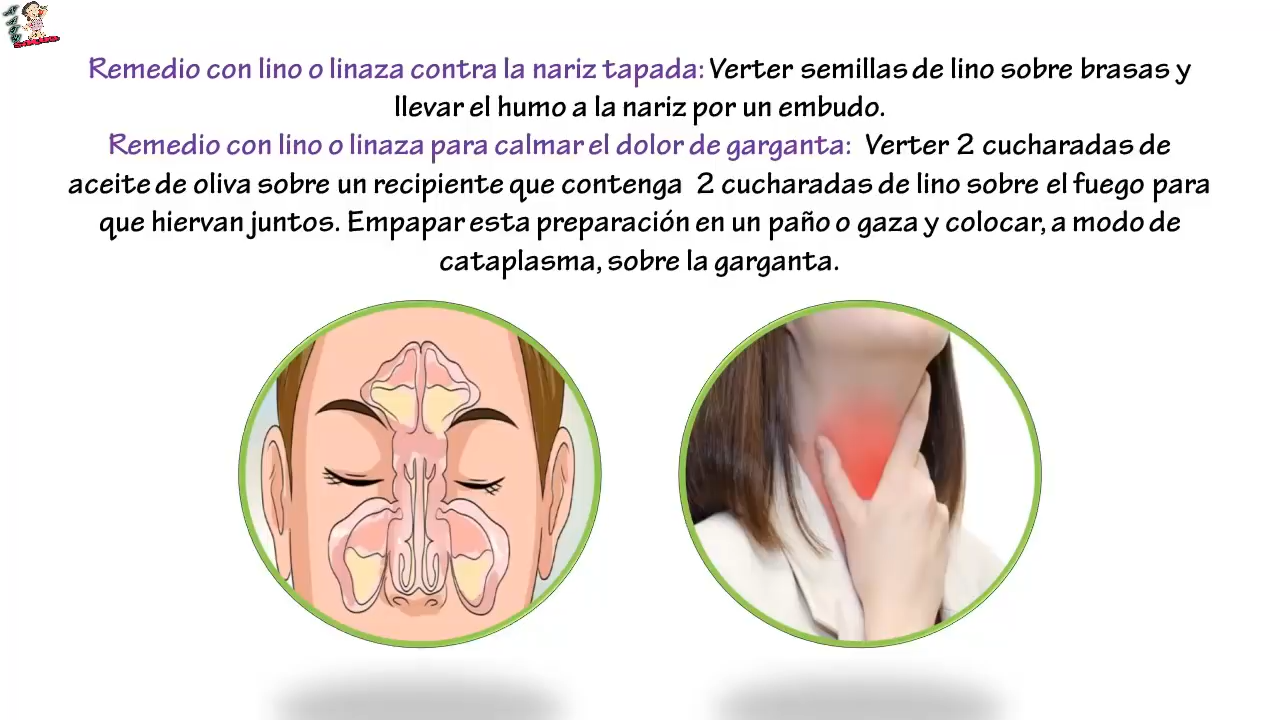 Remedio con lino o linaza contra la nariz tapada: Verter semillas de lino sobre brasas y
llevar el humo a la nariz por un embudo.
Remedio con lino o linaza para calmar el dolor de garganta: Verter 2 cucharadas de
aceite de oliva sobre un recipiente que contenga 2 cucharadas de lino sobre el fuego para
que hiervan juntos. Empapar esta preparación en un paño o gaza y colocar, a modo de
cataplasma, sobre la garganta.